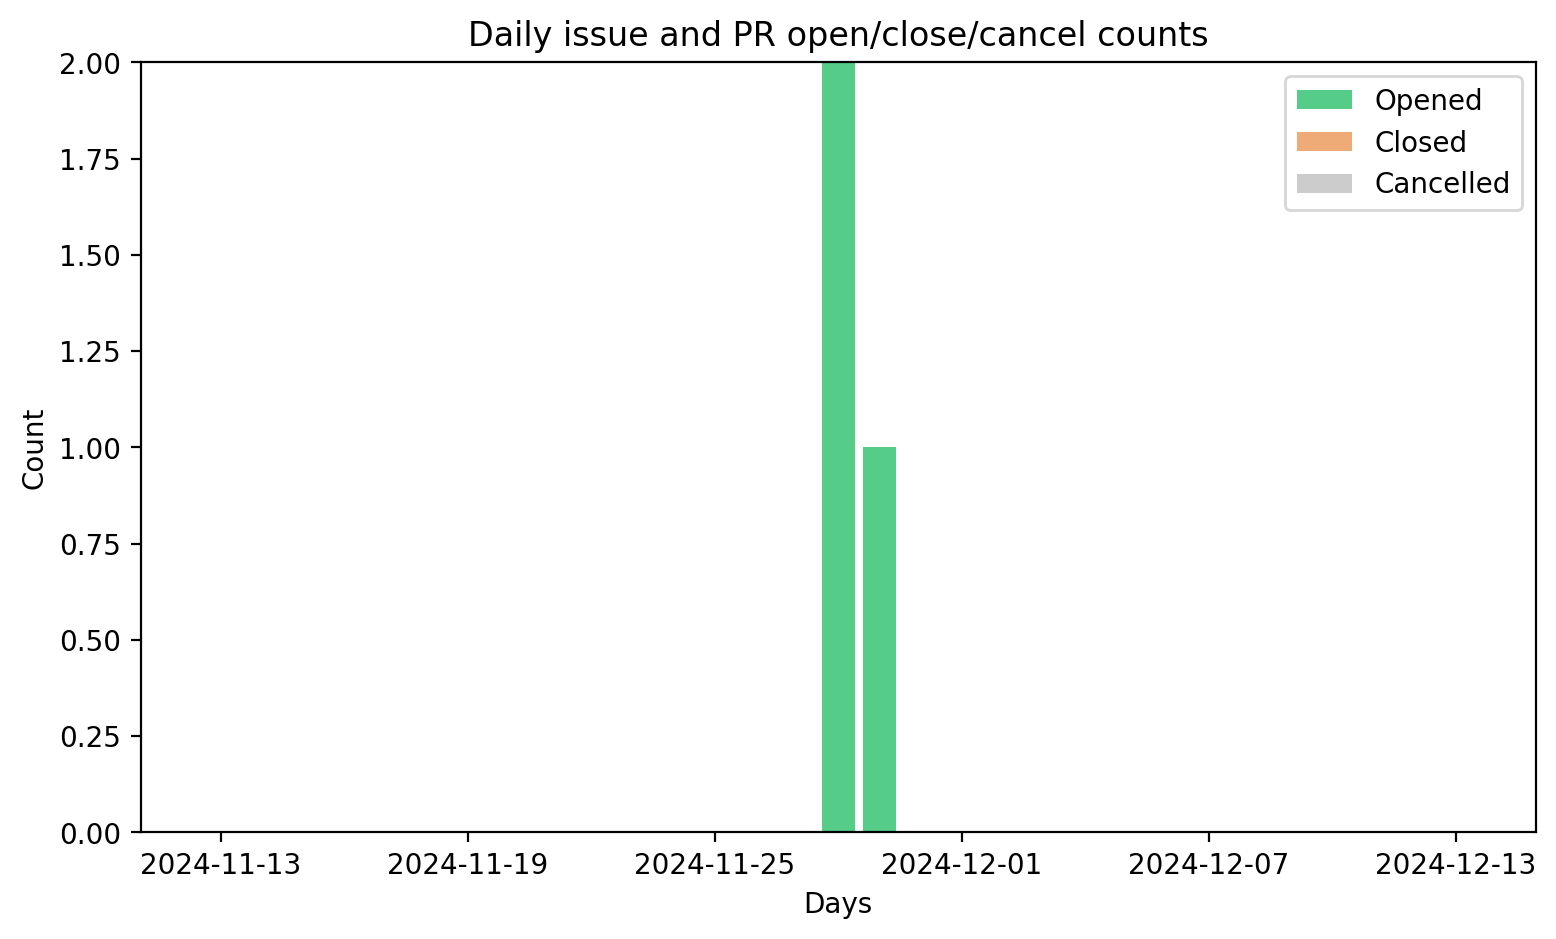 Daily issue and PR open/close/cancel counts
2.00
1.75
1.50
1.25
1.00
0.75
0.50
0.25
0.00
Count
Opened
Closed
Cancelled
2024-11-13 2024-11-19 2024-11-25 2024-12-01 2024-12-07 2024-12-13
Days